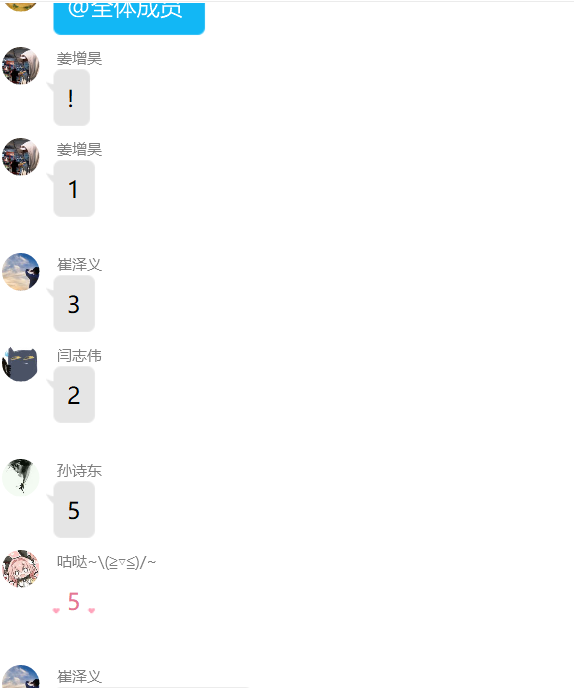 @全体成员
姜增昊
!
姜增昊
1
崔泽义
3
闫志伟
2
孙诗东
5
咕哒~\(≧▿≦)/~
5
崔泽义